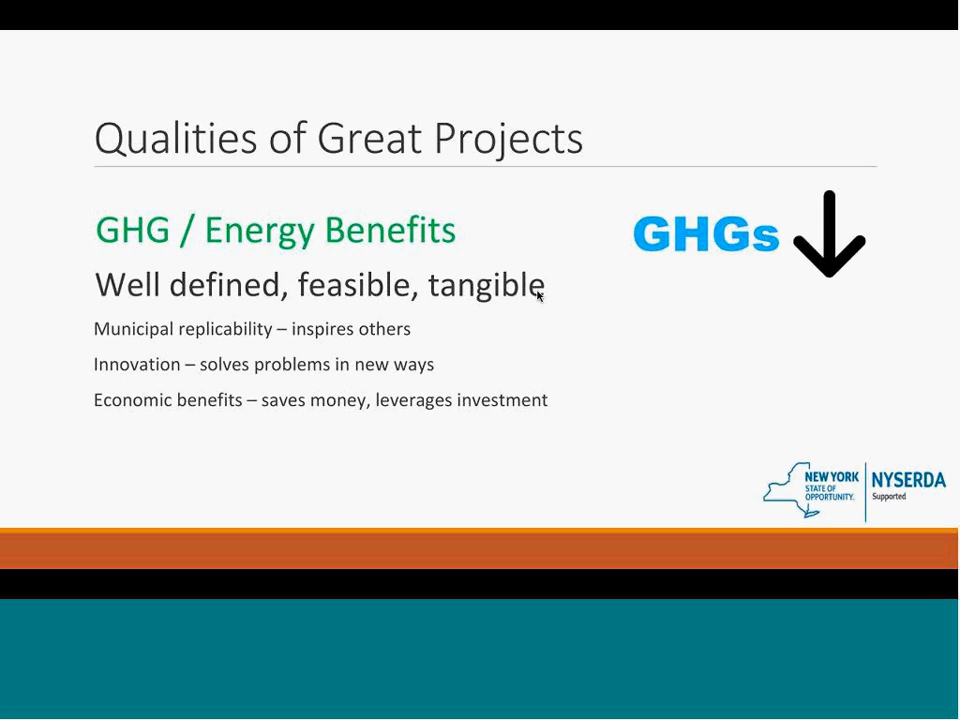 Qualities of Great Projects
GHG / Energy Benefits
GHGs
Well defined, feasible, tangible
Municipal replicability – inspires others
Innovation – solves problems in new ways
Economic benefits – saves money, leverages investment
NEW YORK
STATE OF
OPPORTUNITY.
NYSERDA
Supported